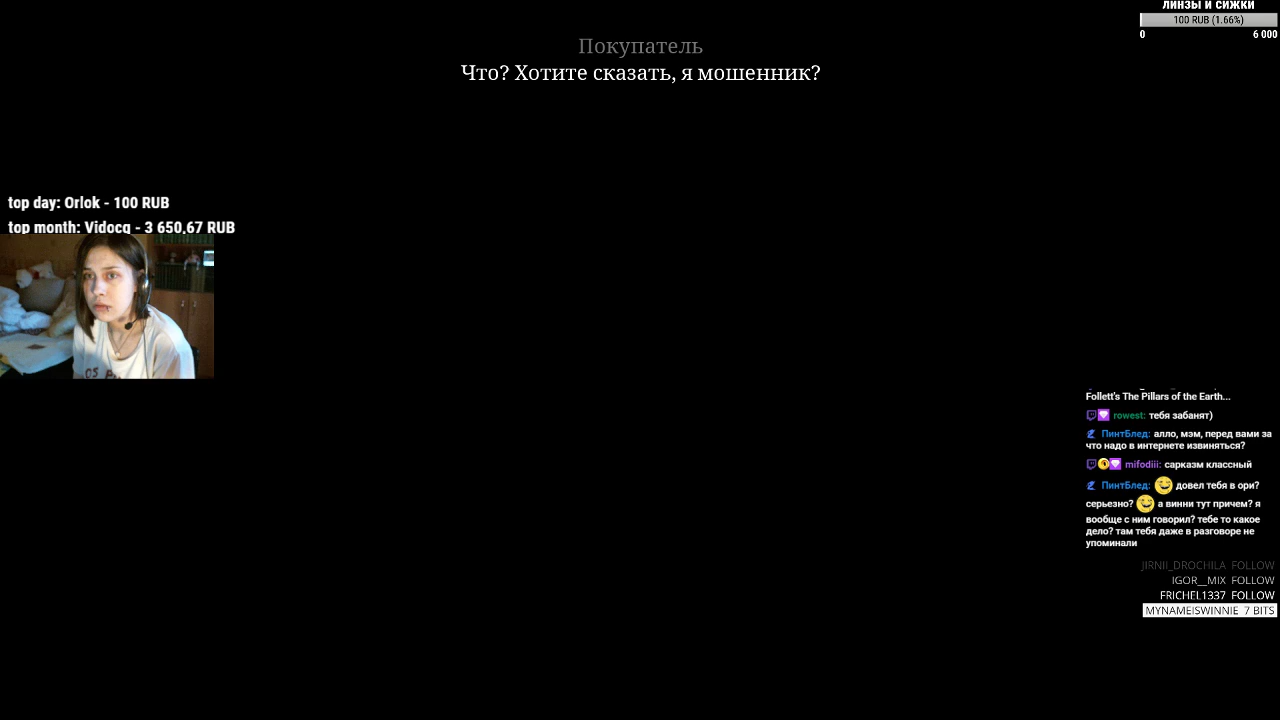 ЛИНЗЫ И СИЖКИ
100 RUB (1.66%)
0 6 000
Покупатель
Что? Хотите сказать, я мошенник?
top day: Orlok - 100 RUB
top month: Vidocq - 3 650,67 RUB
Follett's The Pillars of the Earth...
rowest: тебя забанят)
ПинтБлед: алло, мэм, перед вами за
что надо в интернете извиняться?
mifodiii: сарказм классный
ПинтБлед: довел тебя в ори?
серьезно? а винни тут причем? я
вообще с ним говорил? тебе то какое
дело? там тебя даже в разговоре не
упоминали
JIRNII_DROCHILA FOLLOW
IGOR__MIX FOLLOW
FRICHEL1337 FOLLOW
MYNAMEISWINNIE 7 BITS